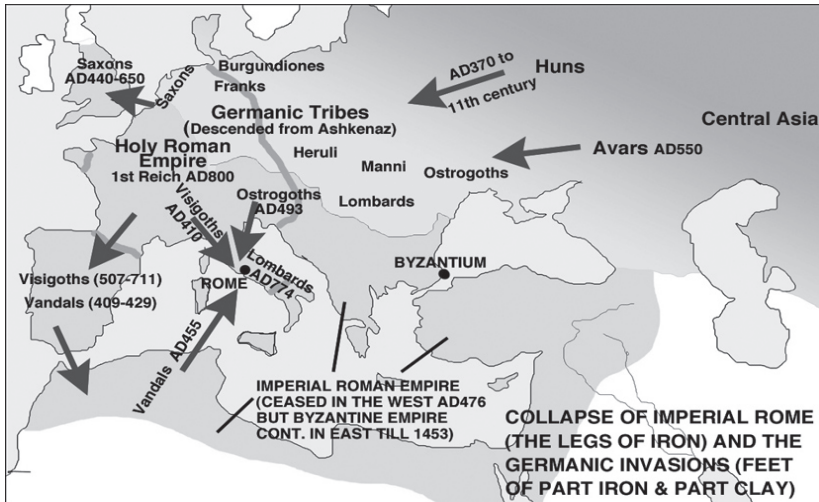 Saxons
AD440-650
Saxons
Burgundiones
Franks
Germanic Tribes
(Descended from Ashkenaz)
AD370 to
11th century
Huns
Central Asia
Avars AD550
Holy Roman
Empire
1st Reich AD800
Heruli
Manni
Ostrogoths
Lombards
Visigoths
AD410
Ostrogoths
AD493
Lombards
AD774
ROME
BYZANTIUM
Visigoths (507-711)
Vandals (409-429)
Vandals AD455
IMPERIAL ROMAN EMPIRE
(CEASED IN THE WEST AD476
BUT BYZANTINE EMPIRE
CONT. IN EAST TILL 1453)
COLLAPSE OF IMPERIAL ROME
(THE LEGS OF IRON) AND THE
GERMANIC INVASIONS (FEET
OF PART IRON & PART CLAY)